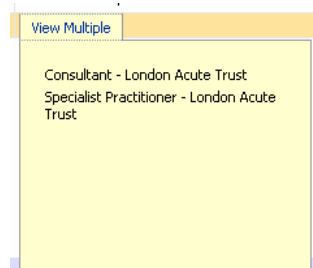 View Multiple
Consultant - London Acute Trust
Specialist Practitioner - London Acute
Trust